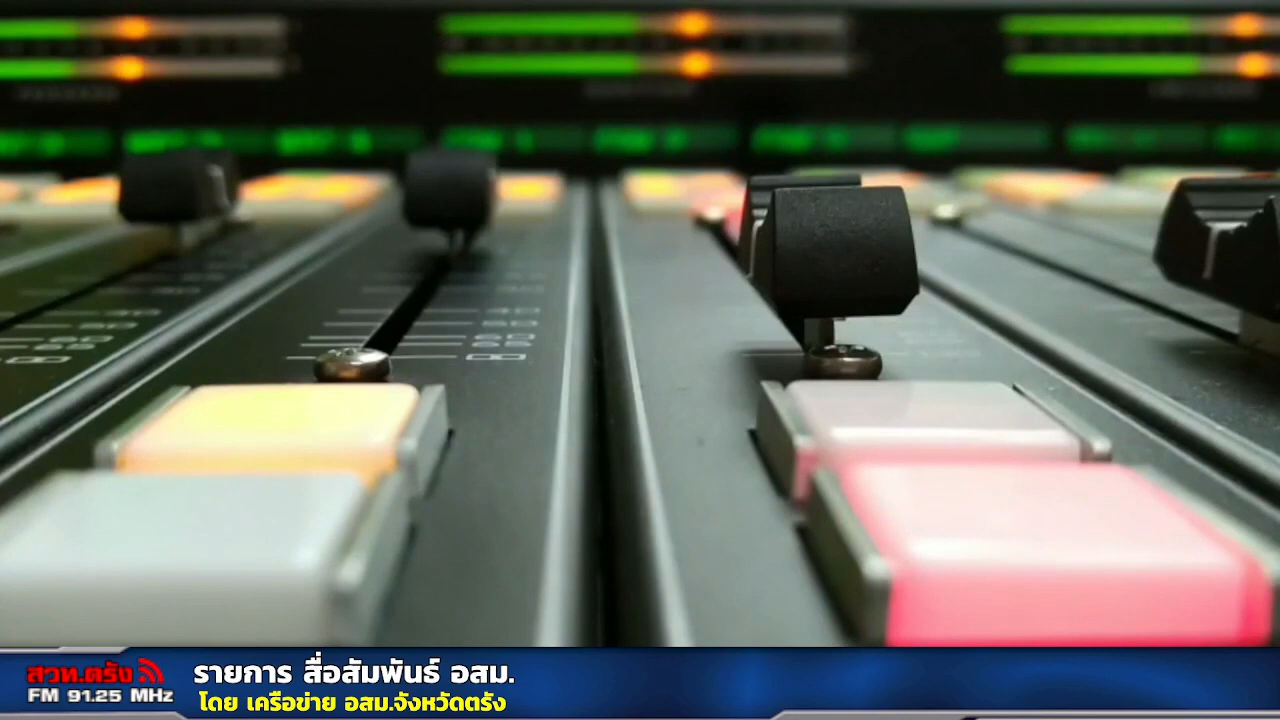 สวท.ตรัง
FM 91.25 MHz
รายการ สื่อสัมพันธ์ อสม.
โดย เครือข่าย อสม.จังหวัดตรัง